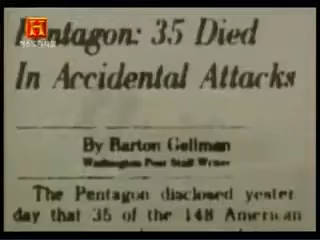 Pentagon: 35 Died
In Accidental Attacks
By Barton Gellman
Washington Post Staff Writer
The Pentagon disclosed yester
day that 35 of the 148 American